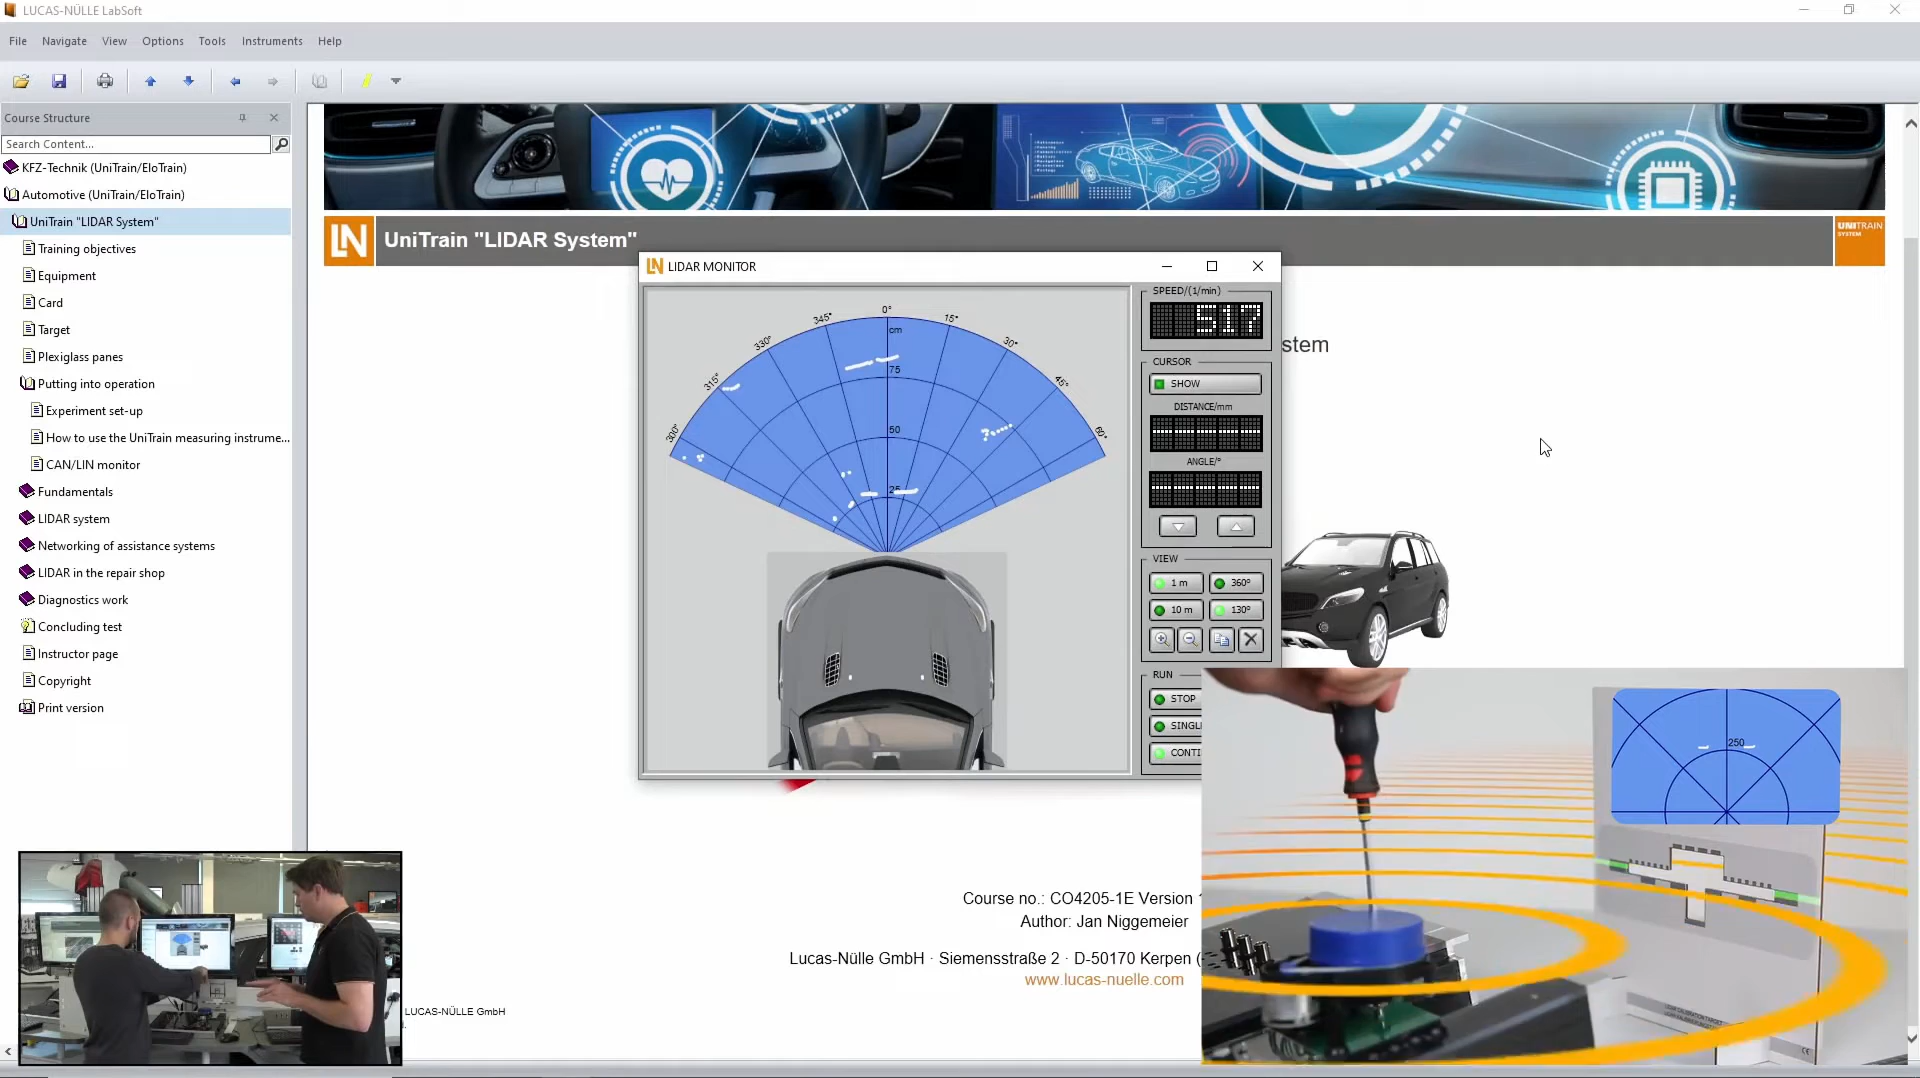 LUCAS-NÜLLE LabSoft
File Navigate View Options Tools Instruments Help
Course Structure
Search Content...
KFZ-Technik (UniTrain/EloTrain)
Automotive (UniTrain/EloTrain)
UniTrain "LIDAR System"
Training objectives
Equipment
Card
Target
Plexiglass panes
Putting into operation
Experiment set-up
How to use the UniTrain measuring instrume...
CAN/LIN monitor
Fundamentals
LIDAR system
Networking of assistance systems
LIDAR in the repair shop
Diagnostics work
Concluding test
Instructor page
Copyright
Print version
LN UniTrain "LIDAR System"
UNITRAIN
SYSTEM
LN LIDAR MONITOR
300° 315° 330° 345° 0° 15° 30° 45° 60°
cm
75
50
25
SPEED/(1/min)
517
CURSOR
SHOW
DISTANCE/mm
ANGLE/°
VIEW
1 m 360°
10 m 130°
RUN
STOP
SINGL
CONTI
stem
250
Course no.: CO4205-1E Version
Author: Jan Niggemeier
Lucas-Nülle GmbH · Siemensstraße 2 · D-50170 Kerpen (
www.lucas-nuelle.com
LUCAS-NÜLLE GmbH